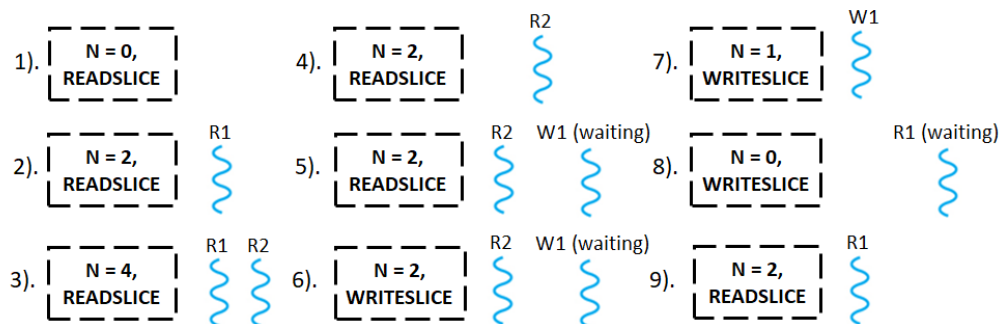 1).
N = 0,
READSLICE
2).
N = 2,
READSLICE
R1
3).
N = 4,
READSLICE
R1 R2
4).
N = 2,
READSLICE
R2
5).
N = 2,
READSLICE
R2 W1 (waiting)
6).
N = 2,
WRITESLICE
R2 W1 (waiting)
7).
N = 1,
WRITESLICE
W1
8).
N = 0,
WRITESLICE
R1 (waiting)
9).
N = 2,
READSLICE
R1